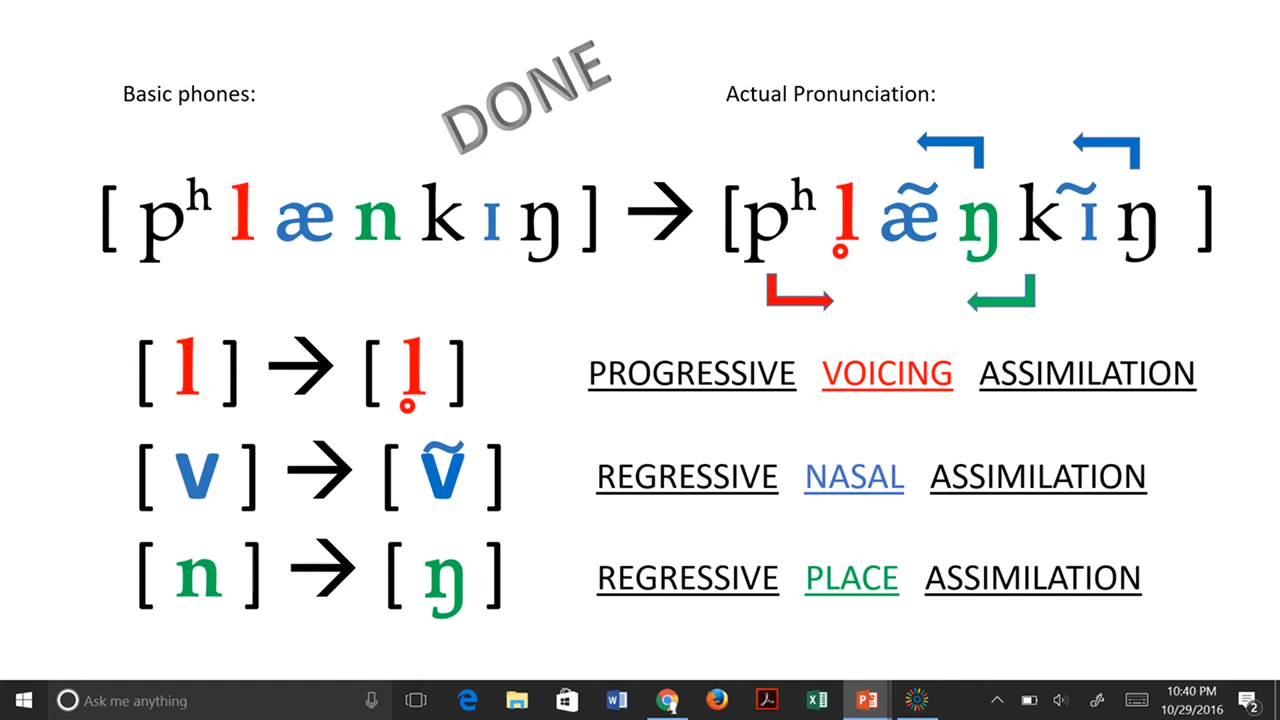 DONE
Basic phones: Actual Pronunciation:
[ pʰ l æ n k ɪ ŋ ] → [pʰ l̥ æ̃ ŋ k ɪ̃ ŋ ]
[ l ] → [ l̥ ] PROGRESSIVE VOICING ASSIMILATION
[ v ] → [ ṽ ] REGRESSIVE NASAL ASSIMILATION
[ n ] → [ ŋ ] REGRESSIVE PLACE ASSIMILATION
Ask me anything
10:40 PM
10/29/2016
2